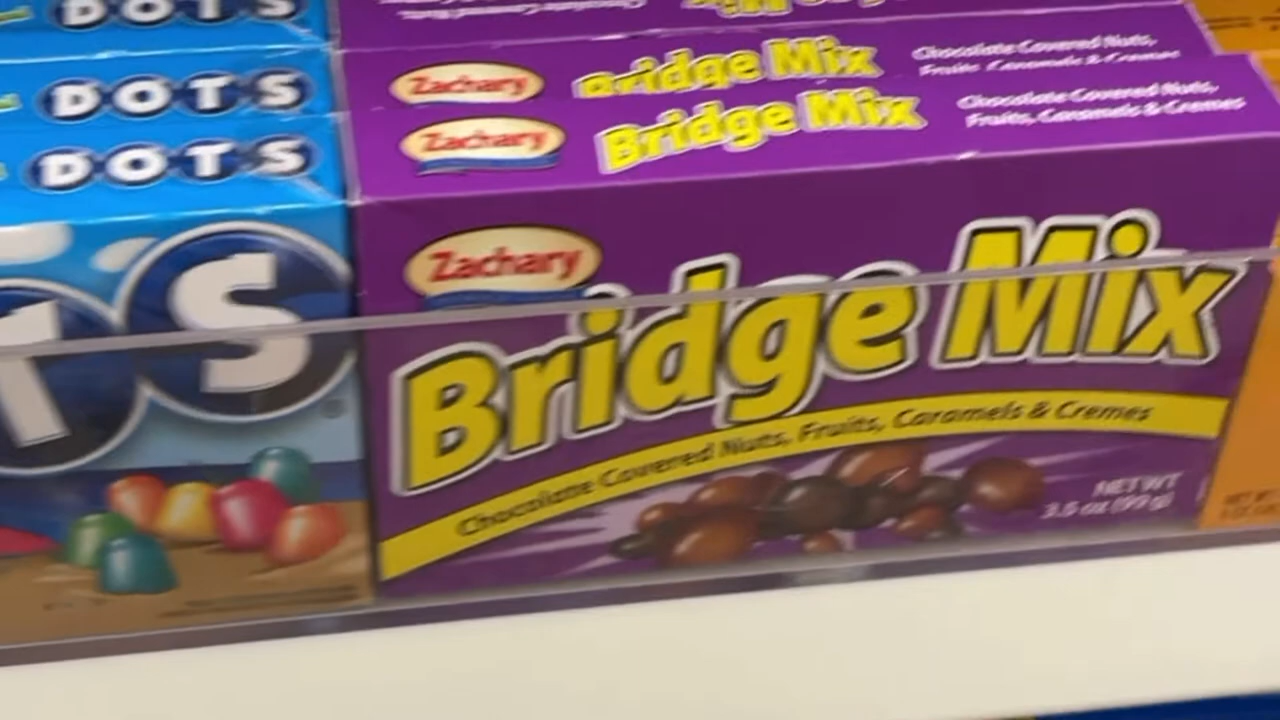 DOTS
DOTS
DOTS
TS
Zachary
Bridge Mix
Chocolate Covered Nuts,
Fruits, Caramels & Cremes
Zachary
Bridge Mix
Chocolate Covered Nuts,
Fruits, Caramels & Cremes
Zachary
Bridge Mix
Chocolate Covered Nuts, Fruits, Caramels & Cremes
NET WT
3.5 oz (99 g)